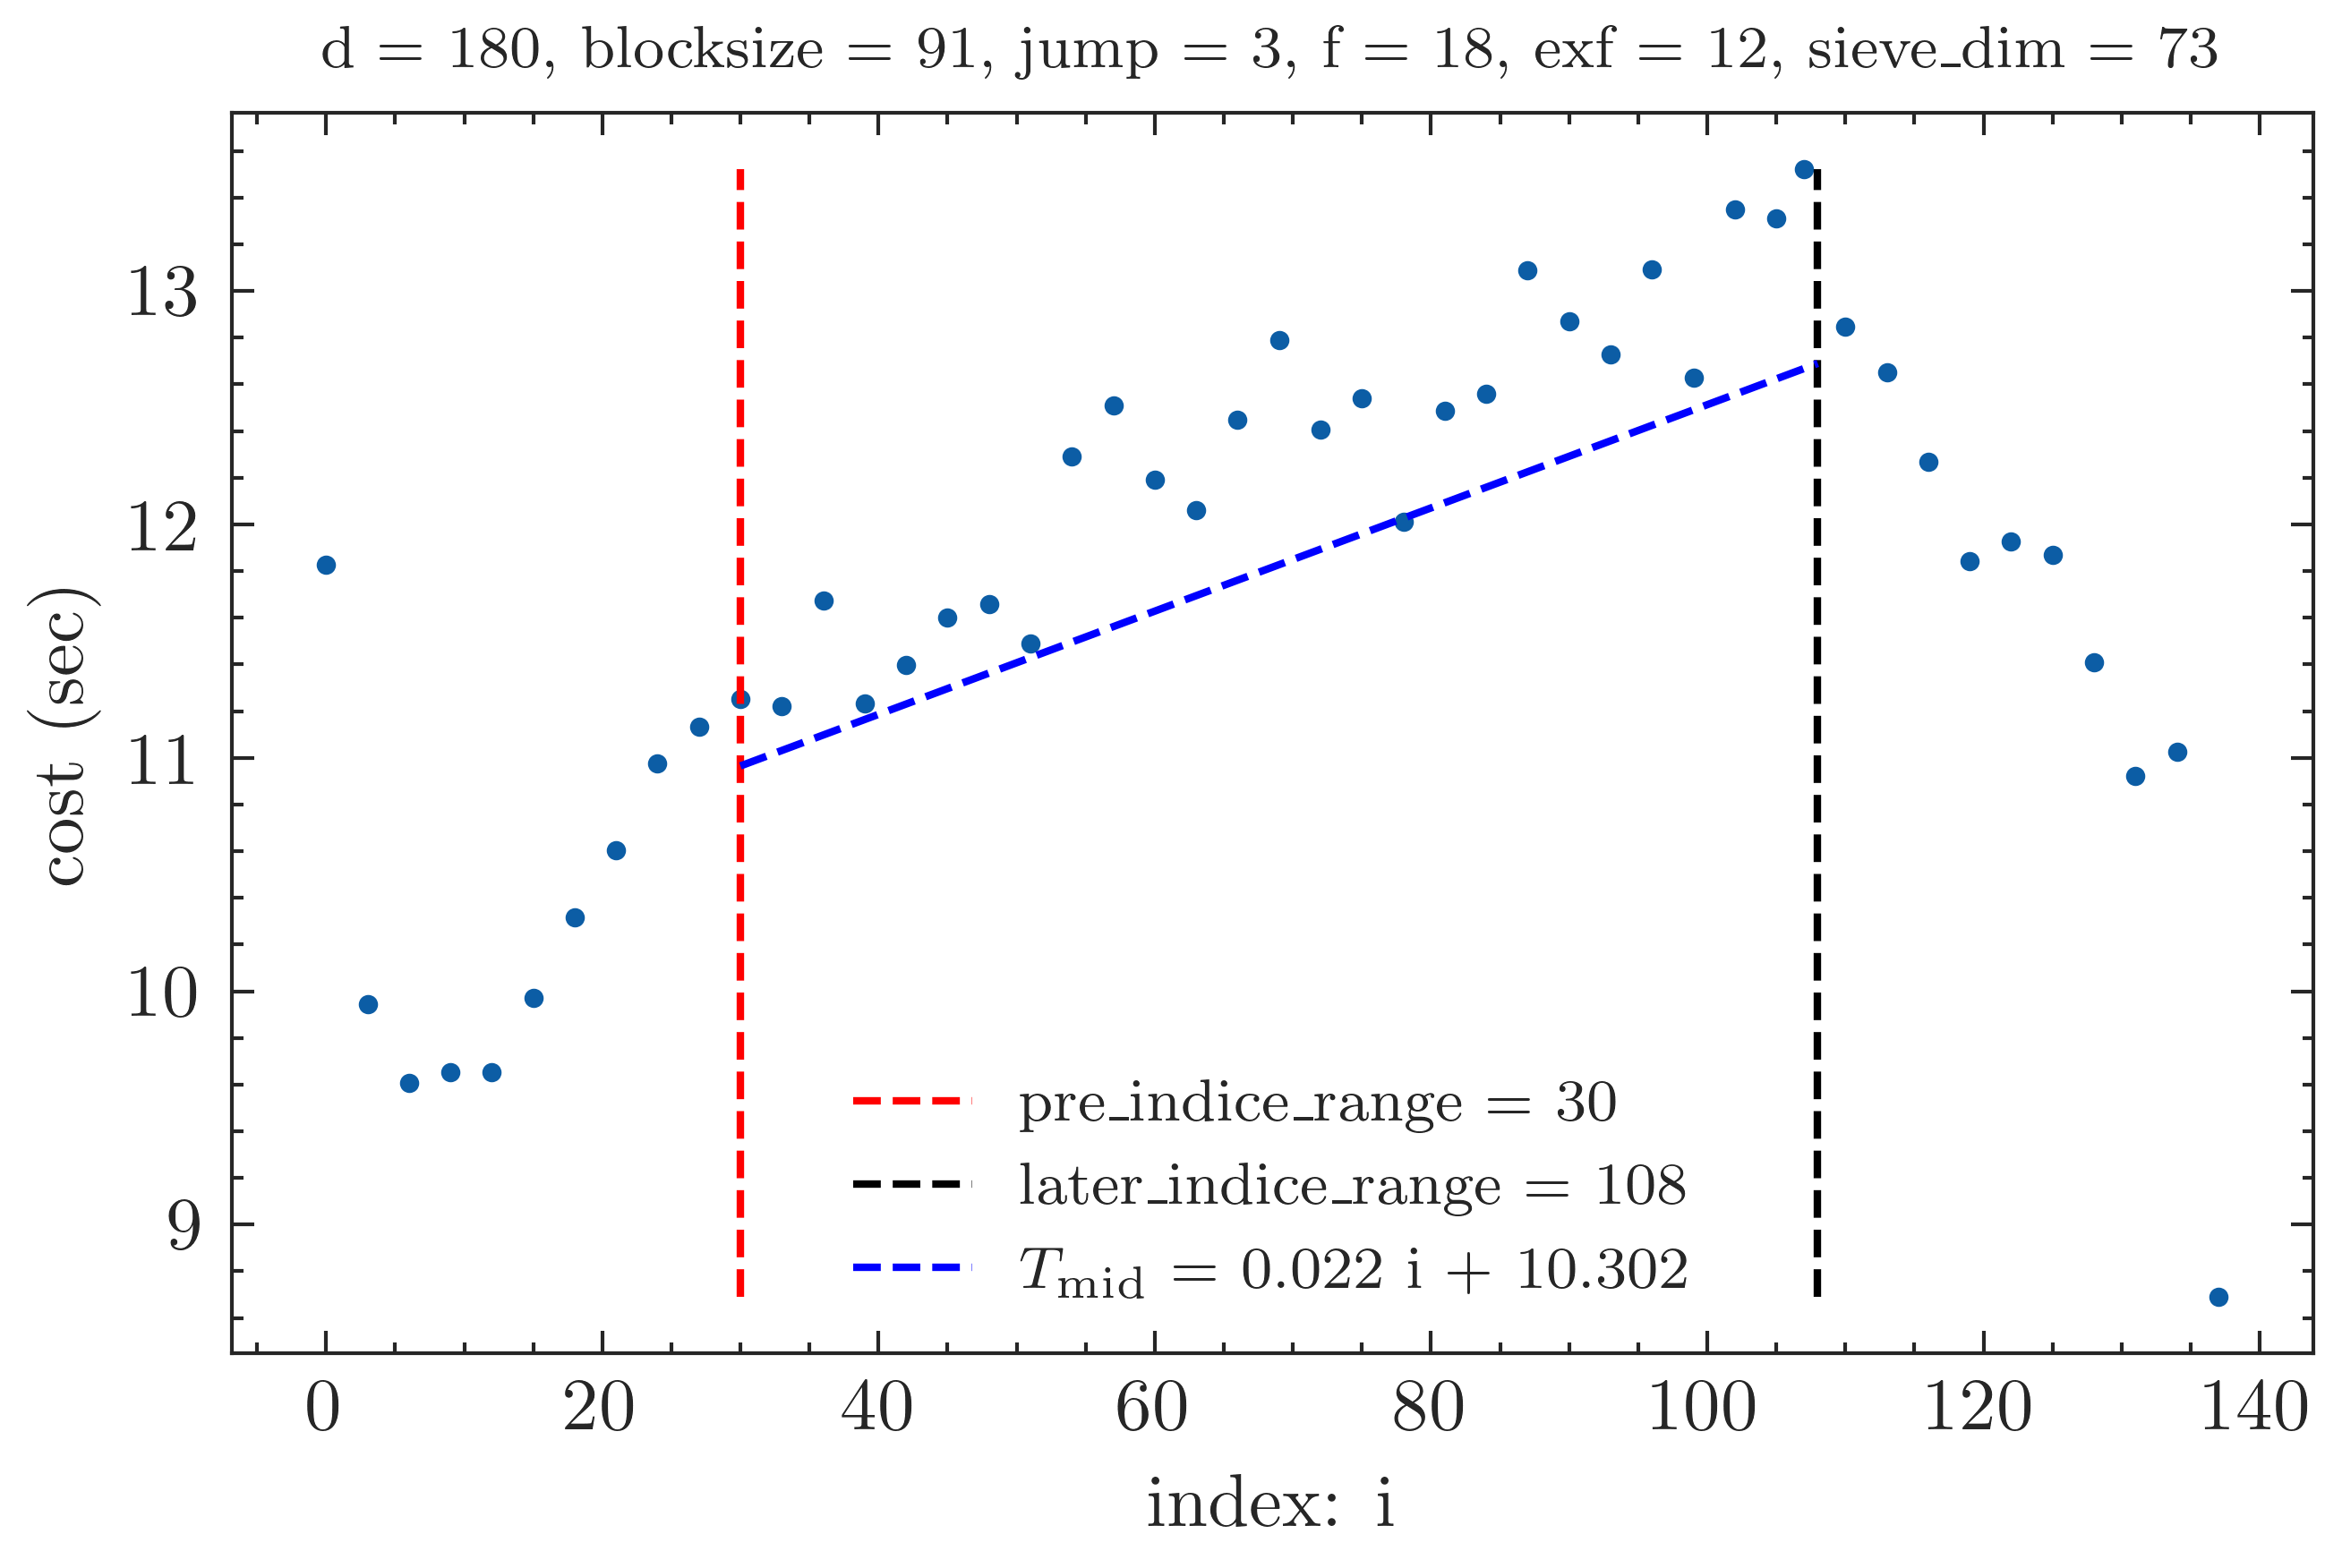 d = 180, blocksize = 91, jump = 3, f = 18, exf = 12, sieve_dim = 73
13
12
11
10
9
cost (sec)
pre_indice_range = 30
later_indice_range = 108
T_mid = 0.022 i + 10.302
0 20 40 60 80 100 120 140
index: i